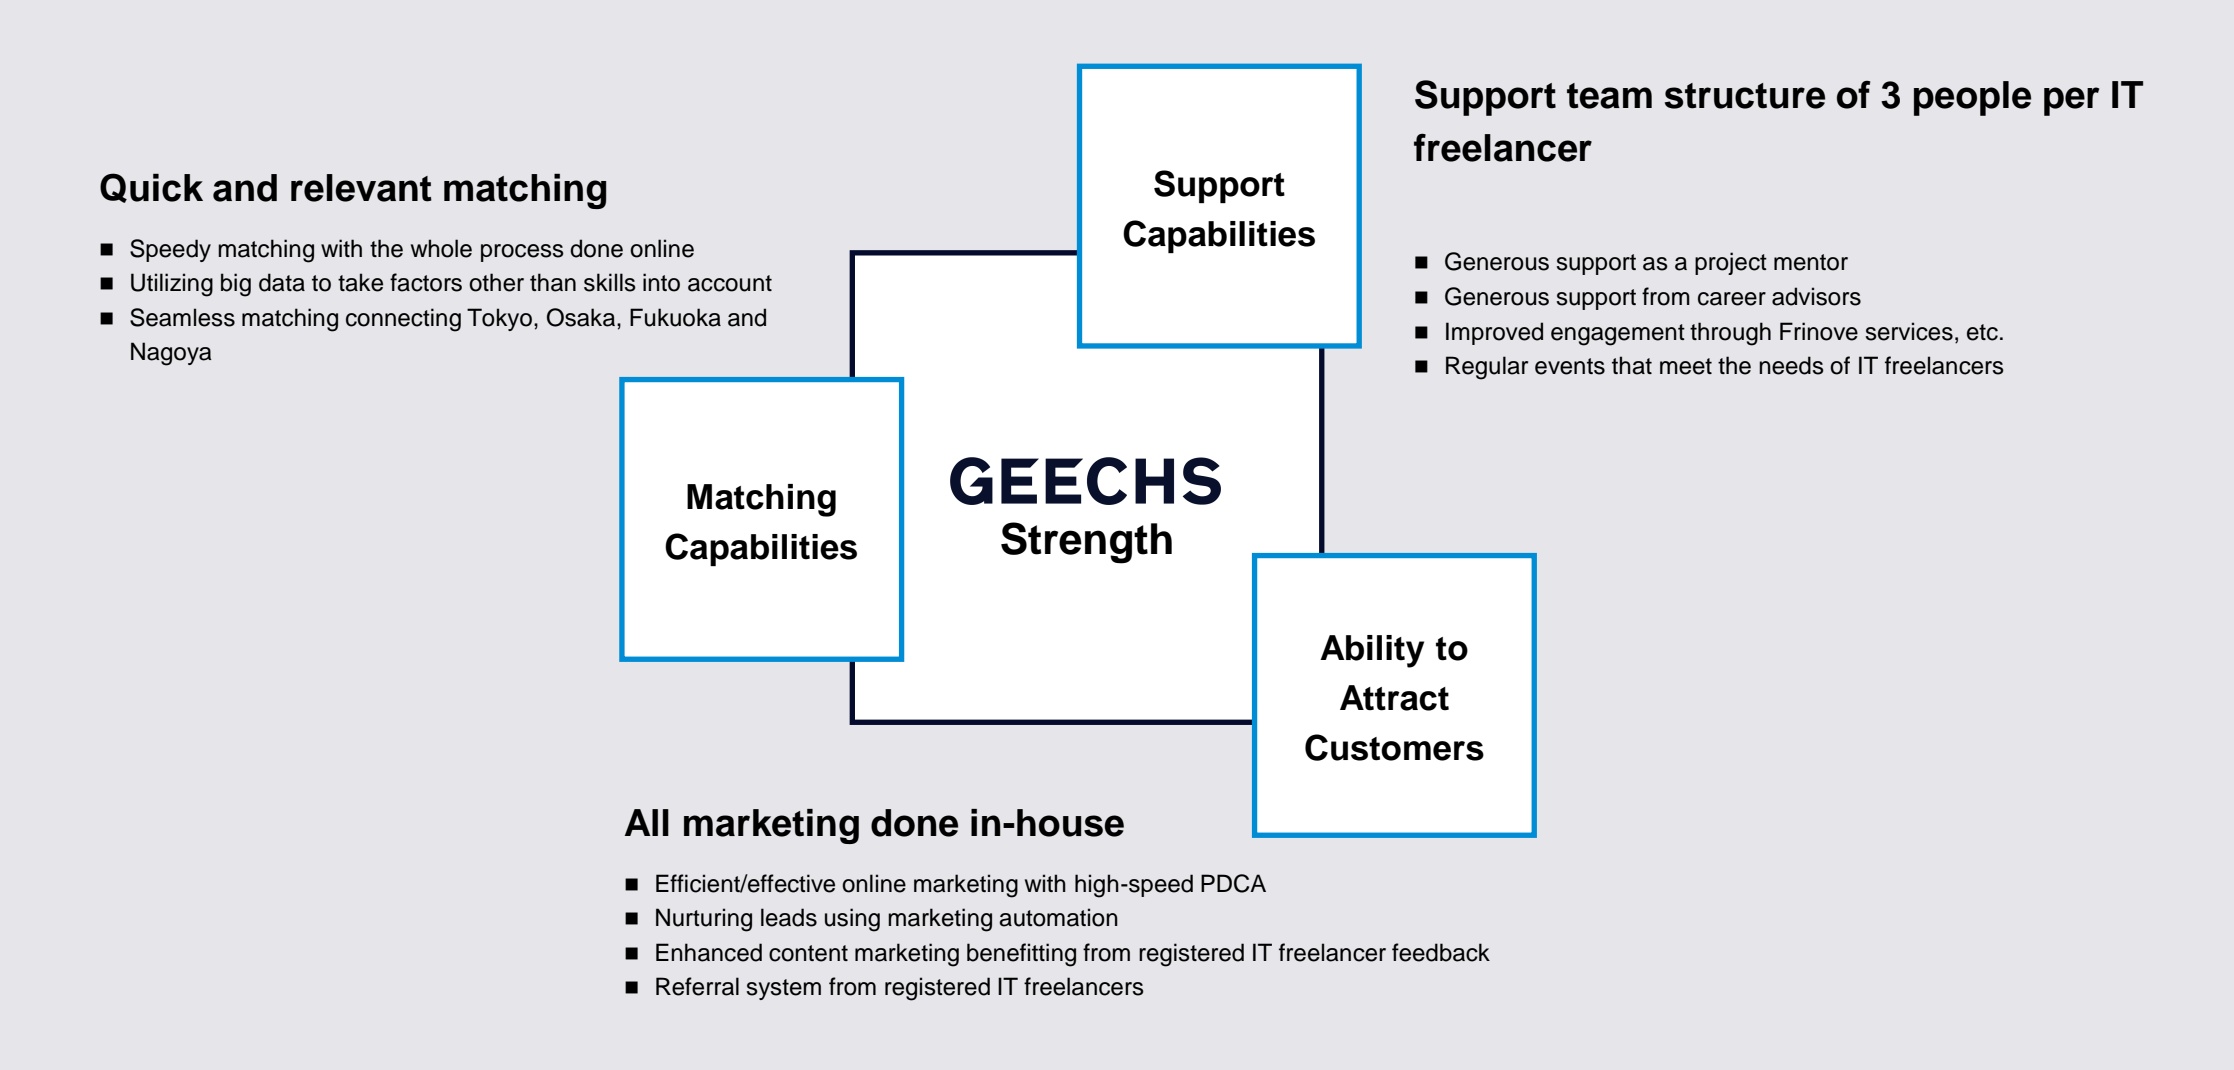 Support team structure of 3 people per IT
freelancer
Generous support as a project mentor
Generous support from career advisors
Improved engagement through Frinove services, etc.
Regular events that meet the needs of IT freelancers
Support
Capabilities
Quick and relevant matching
Speedy matching with the whole process done online
Utilizing big data to take factors other than skills into account
Seamless matching connecting Tokyo, Osaka, Fukuoka and
Nagoya
Matching
Capabilities
GEECHS
Strength
Ability to
Attract
Customers
All marketing done in-house
Efficient/effective online marketing with high-speed PDCA
Nurturing leads using marketing automation
Enhanced content marketing benefitting from registered IT freelancer feedback
Referral system from registered IT freelancers